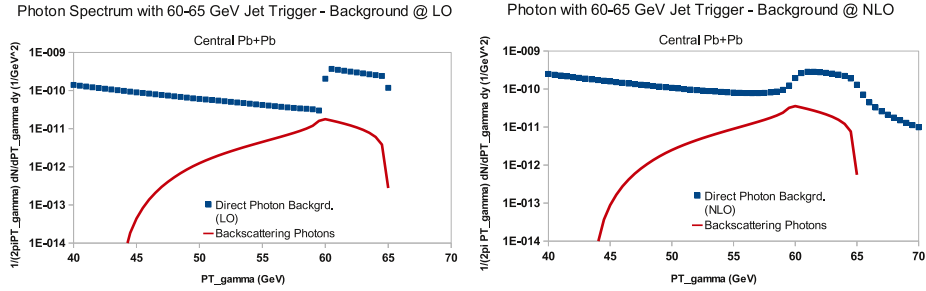 Photon Spectrum with 60-65 GeV Jet Trigger - Background @ LO
Central Pb+Pb
1/(2piPT_gamma) dN/dPT_gamma dy (1/GeV^2)
1E-009
1E-010
1E-011
1E-012
1E-013
1E-014
Direct Photon Backgrd.
(LO)
Backscattering Photons
40 45 50 55 60 65 70
PT_gamma (GeV)
Photon with 60-65 GeV Jet Trigger - Background @ NLO
Central Pb+Pb
1/(2pi PT_gamma) dN/dPT_gamma dy (1/GeV^2)
1E-009
1E-010
1E-011
1E-012
1E-013
1E-014
Direct Photon Backgrd.
(NLO)
Backscattering Photons
40 45 50 55 60 65 70
PT_gamma (GeV)